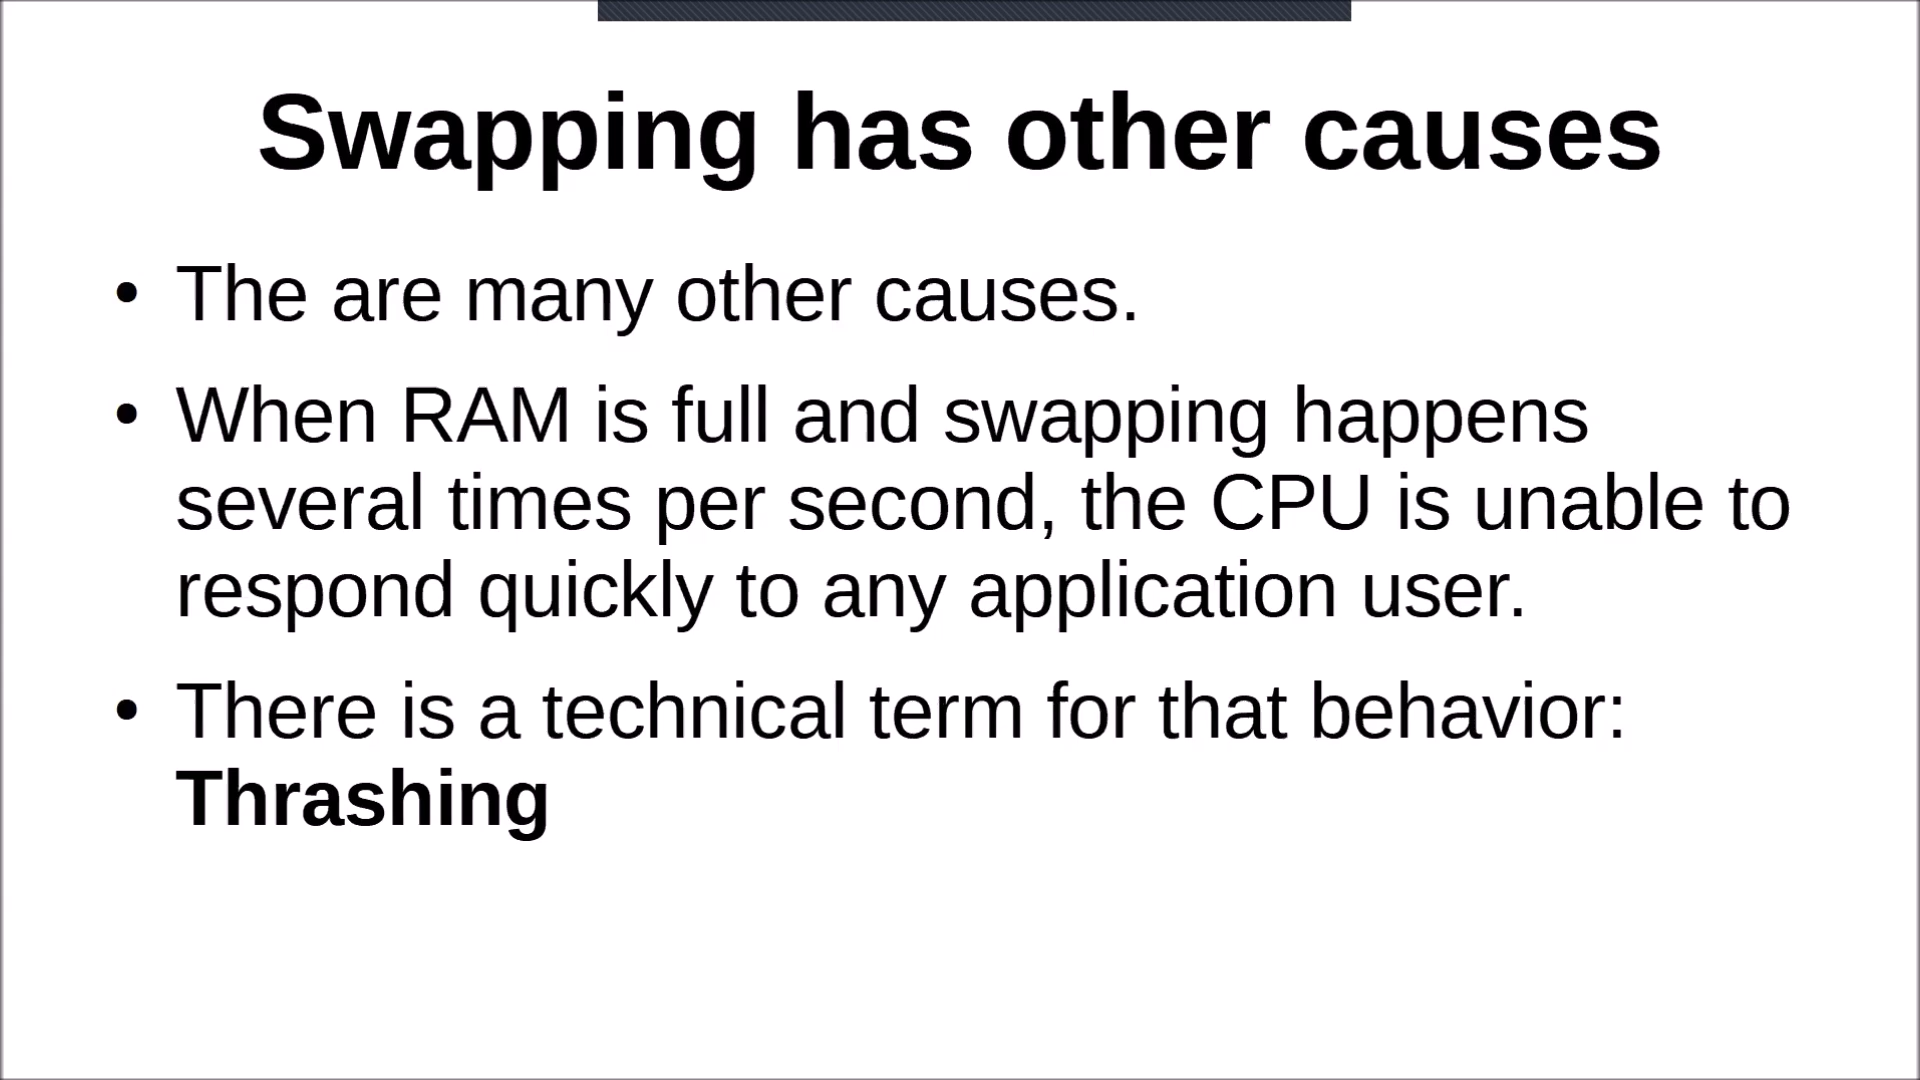 Swapping has other causes
• The are many other causes.
• When RAM is full and swapping happens
several times per second, the CPU is unable to
respond quickly to any application user.
• There is a technical term for that behavior:
Thrashing